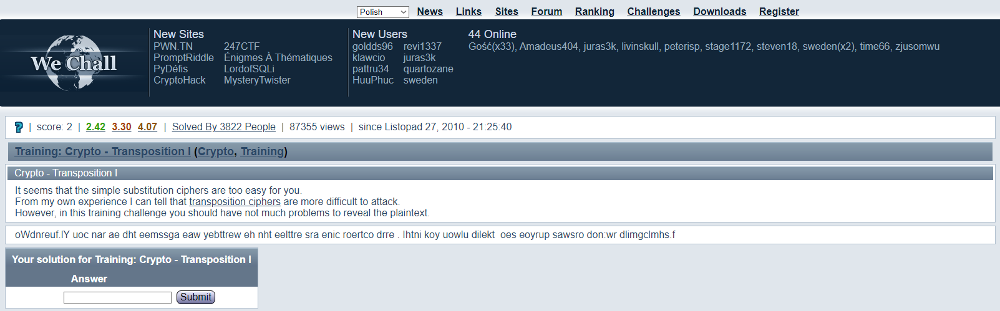 Polish News Links Sites Forum Ranking Challenges Downloads Register
We Chall
New Sites
PWN.TN 247CTF
PromptRiddle Énigmes À Thématiques
PyDéfis LordofSQLi
CryptoHack MysteryTwister
New Users
goldds96 revi1337
klawcio juras3k
pattru34 quartozane
HuuPhuc sweden
44 Online
Gość(x33), Amadeus404, juras3k, livinskull, peterisp, stage1172, steven18, sweden(x2), time66, zjusomwu
? | score: 2 | 2.42 3.30 4.07 | Solved By 3822 People | 87355 views | since Listopad 27, 2010 - 21:25:40
Training: Crypto - Transposition I (Crypto, Training)
Crypto - Transposition I
It seems that the simple substitution ciphers are too easy for you.
From my own experience I can tell that transposition ciphers are more difficult to attack.
However, in this training challenge you should have not much problems to reveal the plaintext.
oWdnreuf.lY uoc nar ae dht eemssga eaw yebttrew eh nht eelttre sra enic roertco drre . Ihtni koy uowlu dilekt  oes eoyrup sawsro don:wr dlimgclmhs.f
Your solution for Training: Crypto - Transposition I
Answer
Submit